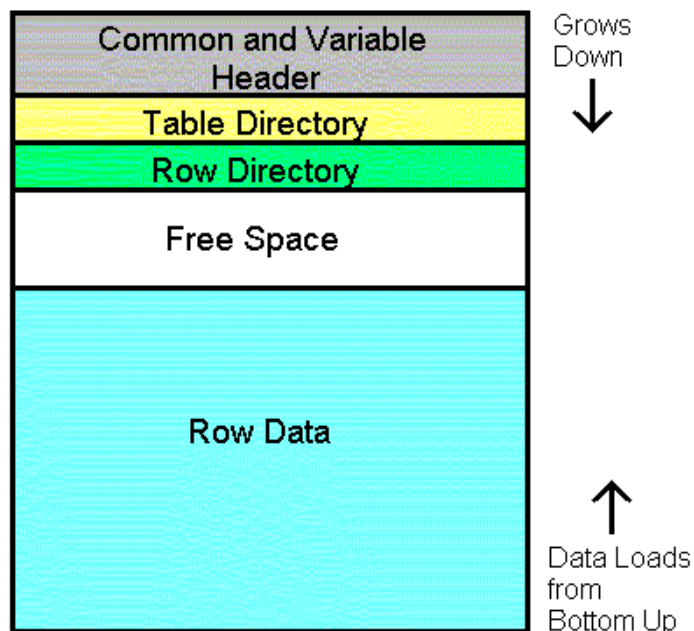 Common and Variable
Header
Table Directory
Row Directory
Free Space
Row Data
Grows
Down
Data Loads
from
Bottom Up